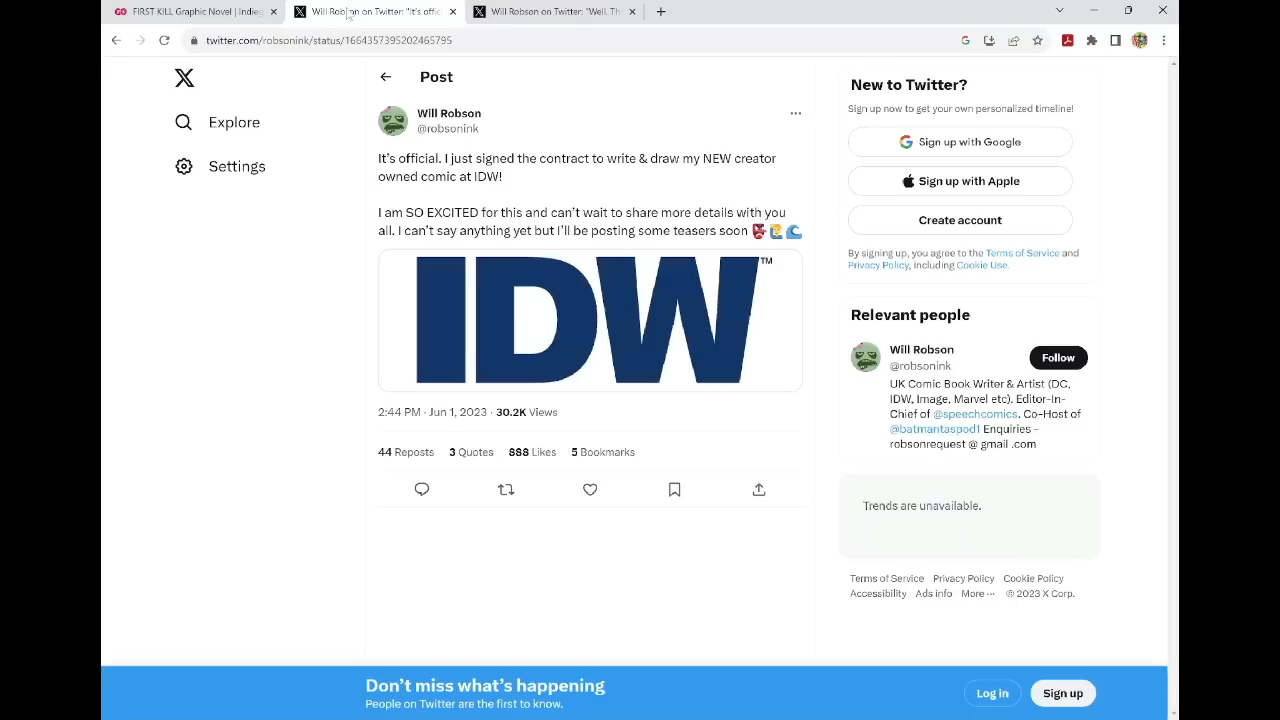 FIRST KILL Graphic Novel | Indieg
Will Robson on Twitter: "It's offici
Will Robson on Twitter: "Well. Th
twitter.com/robsonink/status/1664357395202465795
Explore
Settings
Post
Will Robson
@robsonink
It's official. I just signed the contract to write & draw my NEW creator
owned comic at IDW!
I am SO EXCITED for this and can't wait to share more details with you
all. I can't say anything yet but I'll be posting some teasers soon
IDW™
2:44 PM · Jun 1, 2023 · 30.2K Views
44 Reposts 3 Quotes 888 Likes 5 Bookmarks
New to Twitter?
Sign up now to get your own personalized timeline!
Sign up with Google
Sign up with Apple
Create account
By signing up, you agree to the Terms of Service and
Privacy Policy, including Cookie Use.
Relevant people
Will Robson
@robsonink
Follow
UK Comic Book Writer & Artist (DC,
IDW, Image, Marvel etc). Editor-In-
Chief of @speechcomics. Co-Host of
@batmantaspod1 Enquiries –
robsonrequest @ gmail .com
Trends are unavailable.
Terms of Service Privacy Policy Cookie Policy
Accessibility Ads info More ··· © 2023 X Corp.
Don't miss what's happening
People on Twitter are the first to know.
Log in
Sign up